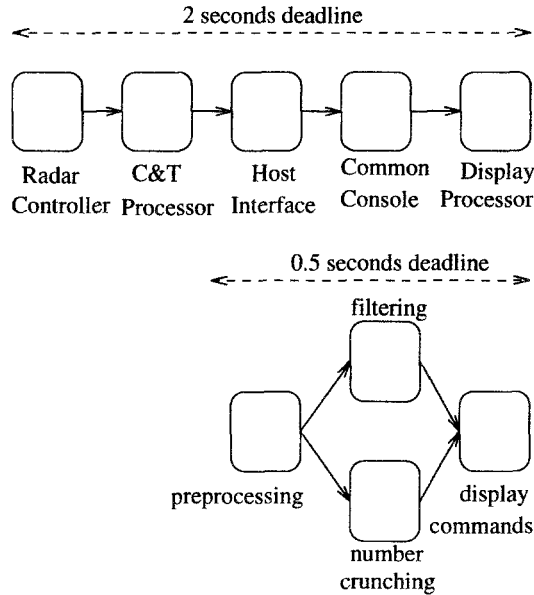 2 seconds deadline
Radar
Controller
C&T
Processor
Host
Interface
Common
Console
Display
Processor
0.5 seconds deadline
filtering
preprocessing
display
commands
number
crunching